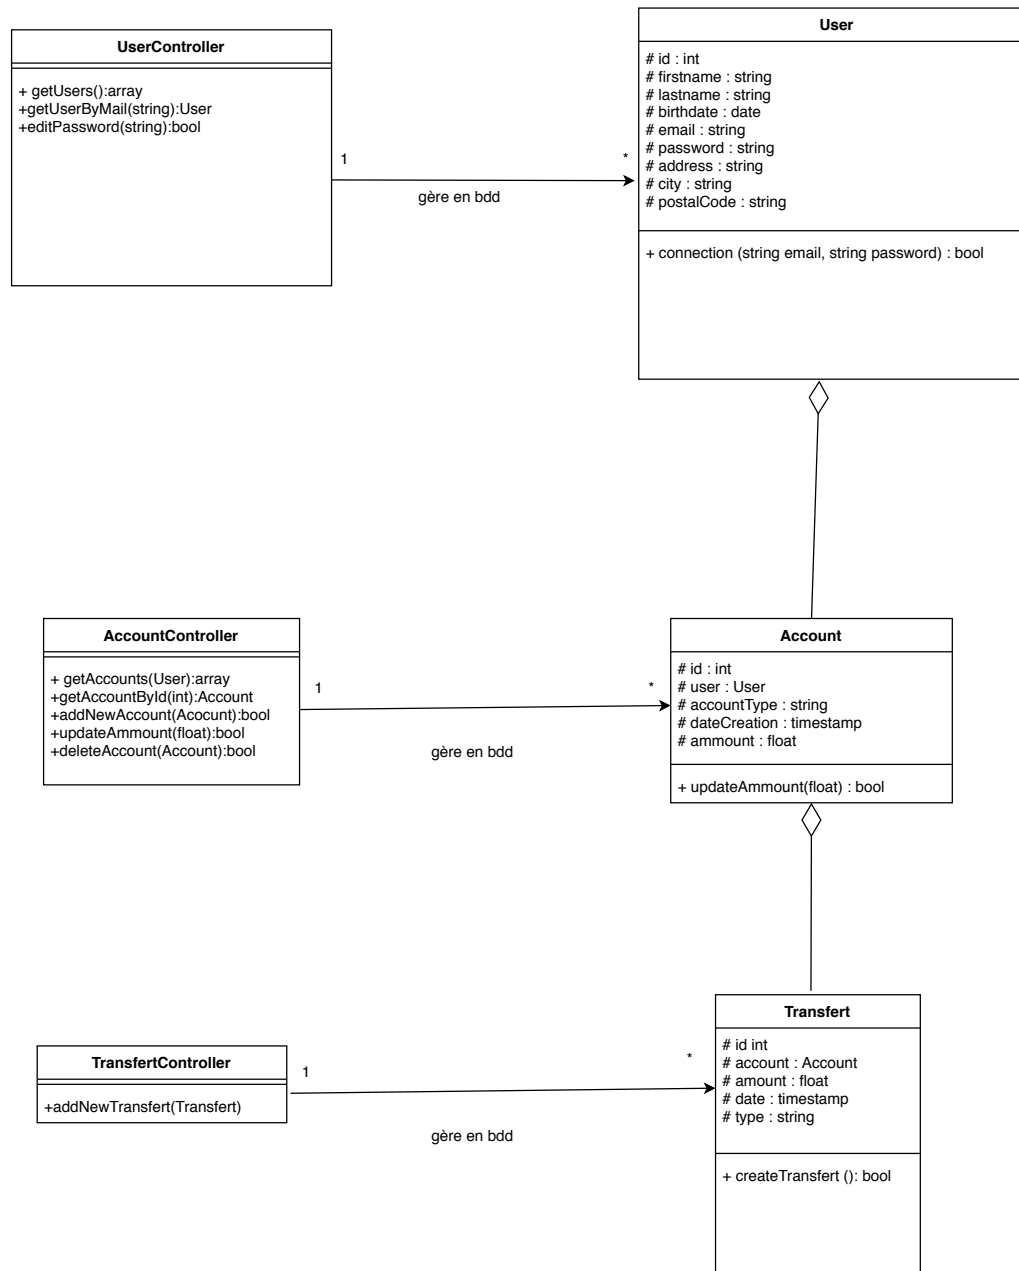 UserController
+ getUsers():array
+getUserByMail(string):User
+editPassword(string):bool
User
# id : int
# firstname : string
# lastname : string
# birthdate : date
# email : string
# password : string
# address : string
# city : string
# postalCode : string
+ connection (string email, string password) : bool
1
*
gère en bdd
AccountController
+ getAccounts(User):array
+getAccountById(int):Account
+addNewAccount(Acocunt):bool
+updateAmmount(float):bool
+deleteAccount(Account):bool
1
*
gère en bdd
Account
# id : int
# user : User
# accountType : string
# dateCreation : timestamp
# ammount : float
+ updateAmmount(float) : bool
TransfertController
+addNewTransfert(Transfert)
1
*
gère en bdd
Transfert
# id int
# account : Account
# amount : float
# date : timestamp
# type : string
+ createTransfert (): bool